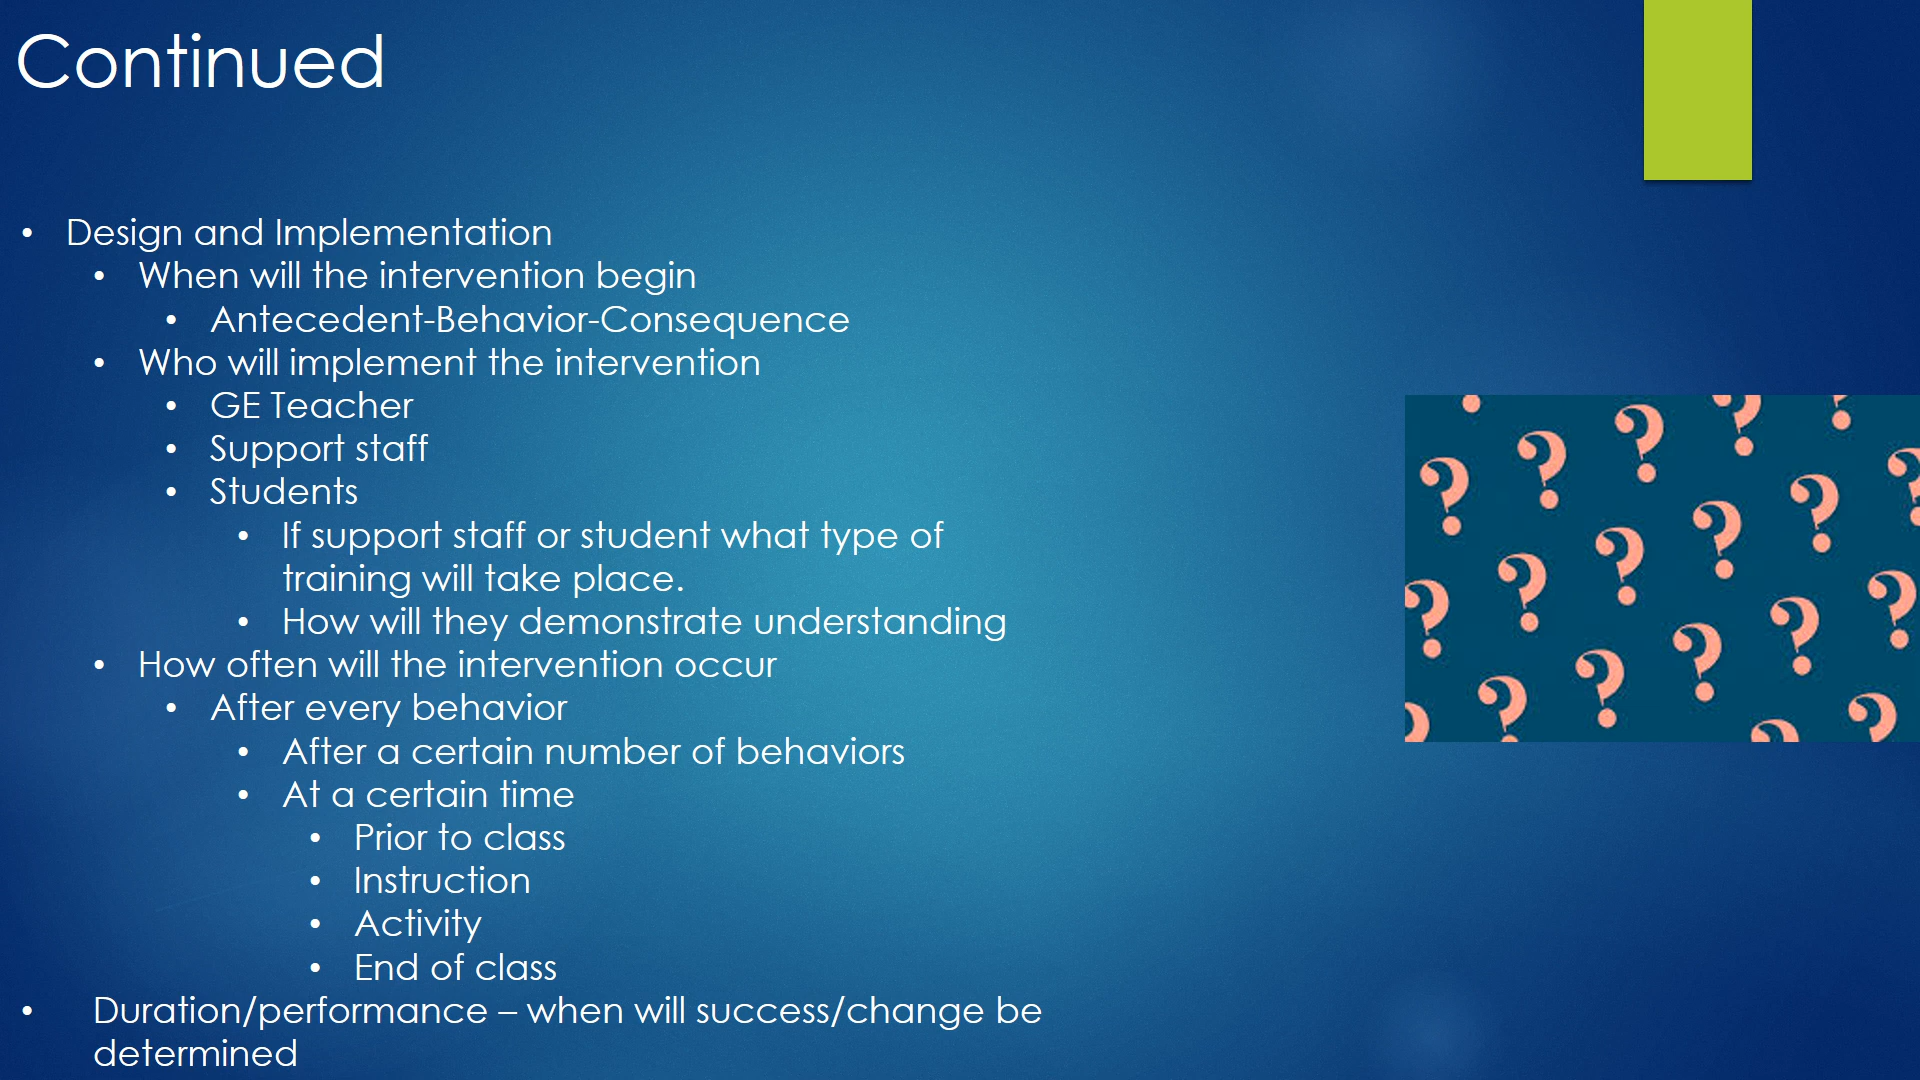 Continued
• Design and Implementation
• When will the intervention begin
• Antecedent-Behavior-Consequence
• Who will implement the intervention
• GE Teacher
• Support staff
• Students
• If support staff or student what type of
training will take place.
• How will they demonstrate understanding
• How often will the intervention occur
• After every behavior
• After a certain number of behaviors
• At a certain time
• Prior to class
• Instruction
• Activity
• End of class
• Duration/performance – when will success/change be
determined